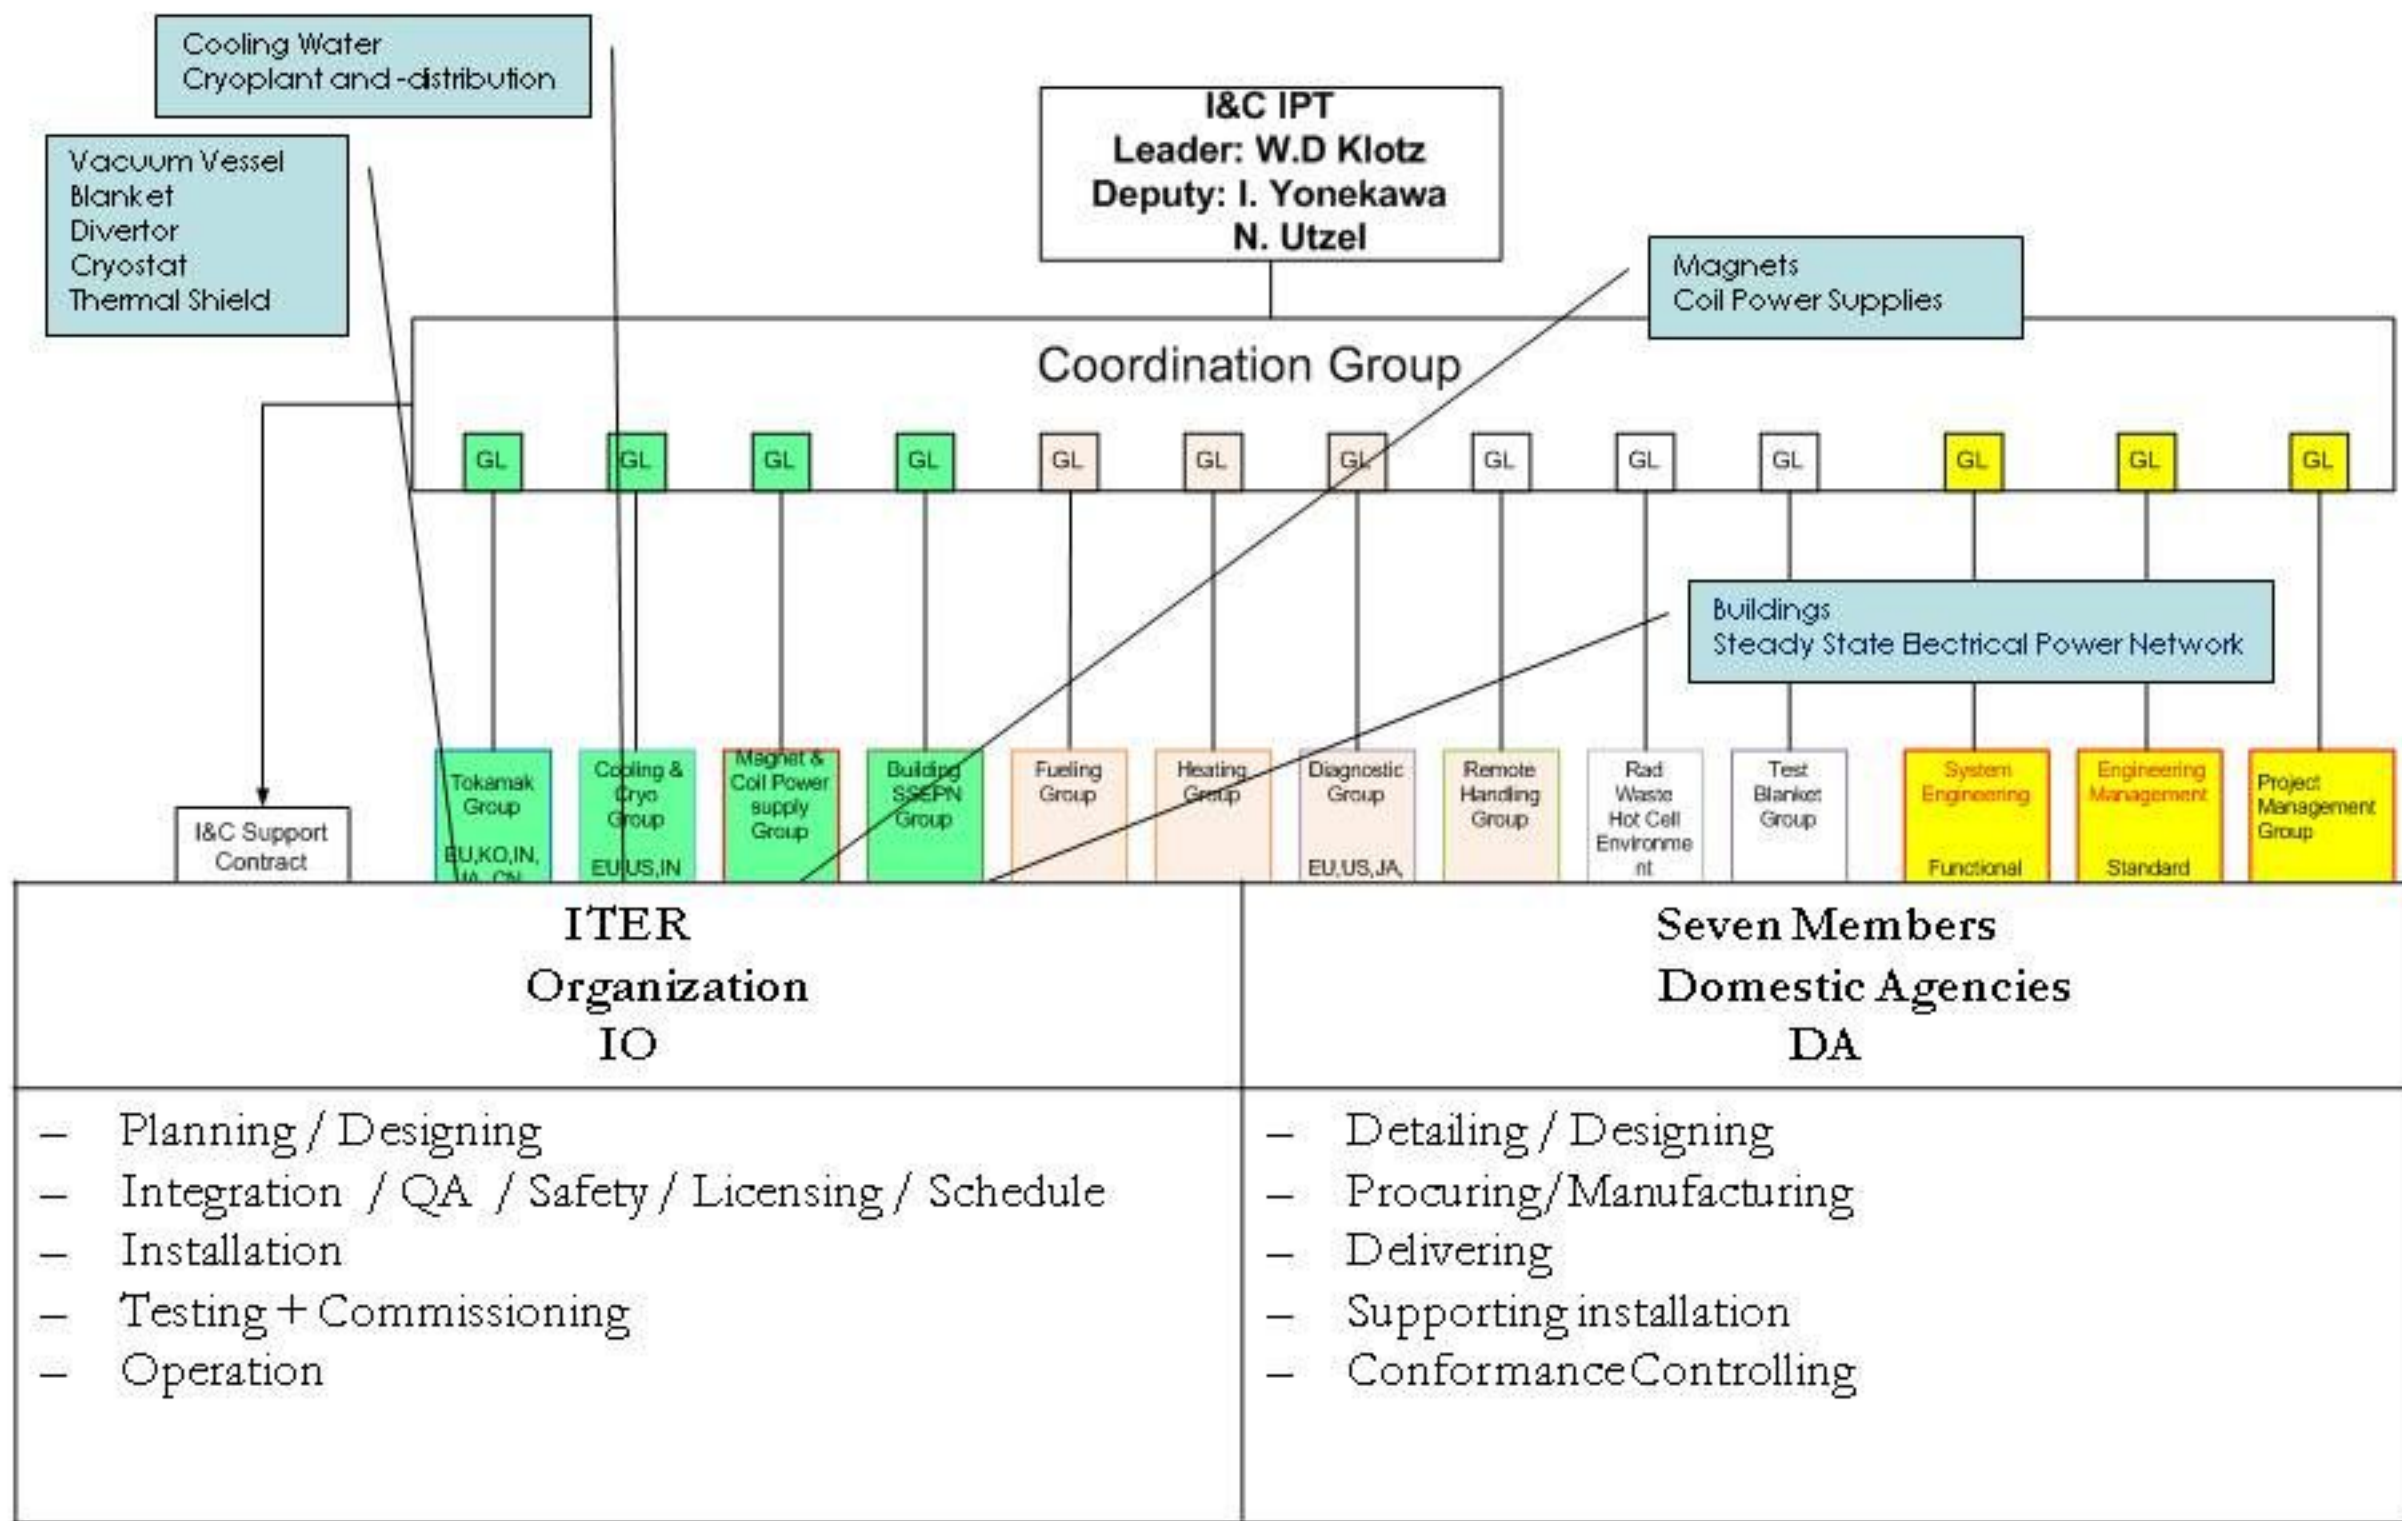 Cooling Water
Cryoplant and -distribution
Vacuum Vessel
Blanket
Divertor
Cryostat
Thermal Shield
I&C IPT
Leader: W.D Klotz
Deputy: I. Yonekawa
N. Utzel
Magnets
Coil Power Supplies
Coordination Group
GL
GL
GL
GL
GL
GL
GL
GL
GL
GL
GL
GL
GL
Buildings
Steady State Electrical Power Network
I&C Support
Contract
Tokamak
Group
EU,KO,IN,
JA, CN
Cooling &
Cryo
Group
EU,US,IN
Magnet &
Coil Power
supply
Group
Building
SSEPN
Group
Fueling
Group
Heating
Group
Diagnostic
Group
EU,US,JA,
Remote
Handling
Group
Rad
Waste
Hot Cell
Environme
nt
Test
Blanket
Group
System
Engineering
Functional
Engineering
Management
Standard
Project
Management
Group
ITER
Organization
IO
Seven Members
Domestic Agencies
DA
– Planning / Designing
– Integration / QA / Safety / Licensing / Schedule
– Installation
– Testing + Commissioning
– Operation
– Detailing / Designing
– Procuring/Manufacturing
– Delivering
– Supporting installation
– Conformance Controlling